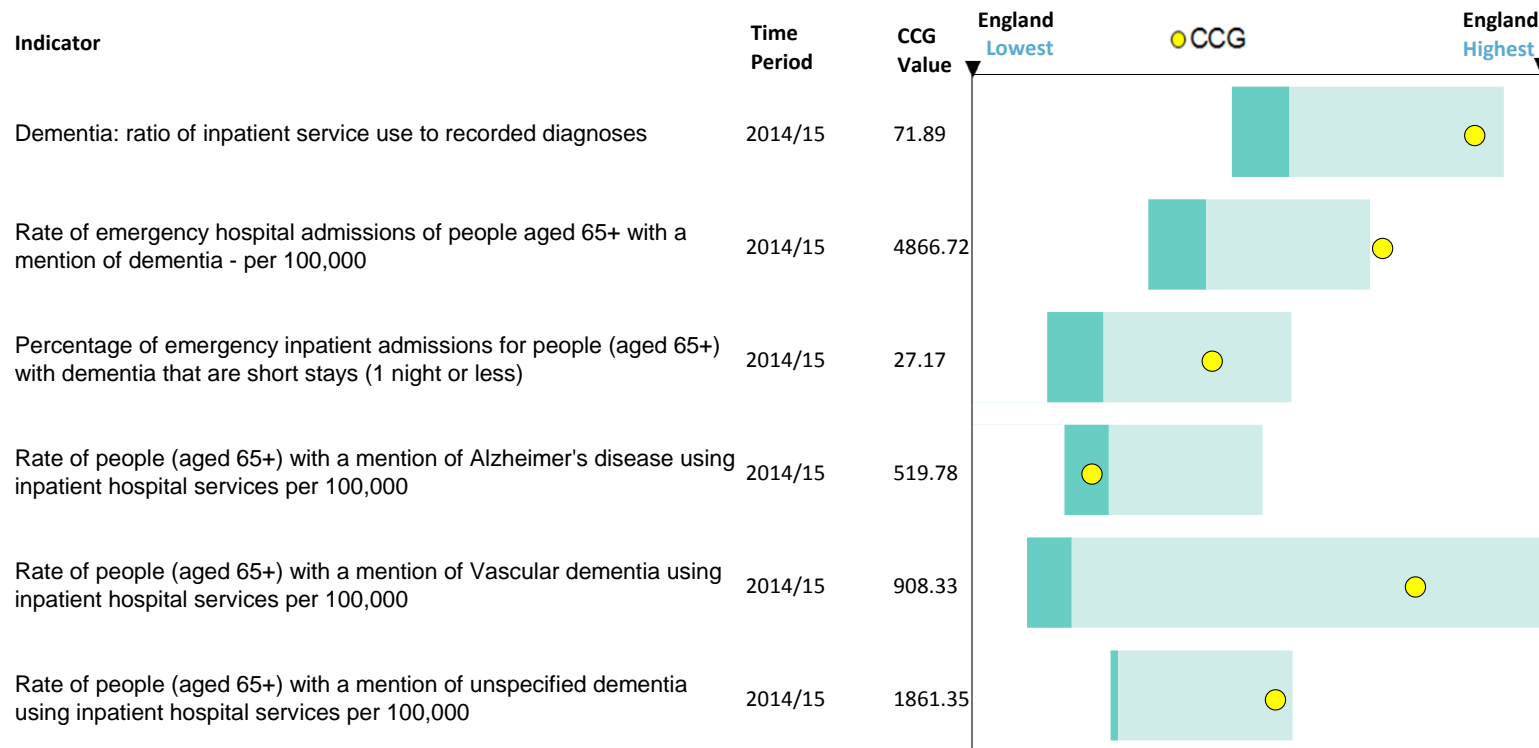 Indicator
Time
Period
CCG
Value
England
Lowest
CCG
England
Highest
Dementia: ratio of inpatient service use to recorded diagnoses
2014/15
71.89
Rate of emergency hospital admissions of people aged 65+ with a
mention of dementia - per 100,000
2014/15
4866.72
Percentage of emergency inpatient admissions for people (aged 65+)
with dementia that are short stays (1 night or less)
2014/15
27.17
Rate of people (aged 65+) with a mention of Alzheimer's disease using
inpatient hospital services per 100,000
2014/15
519.78
Rate of people (aged 65+) with a mention of Vascular dementia using
inpatient hospital services per 100,000
2014/15
908.33
Rate of people (aged 65+) with a mention of unspecified dementia
using inpatient hospital services per 100,000
2014/15
1861.35